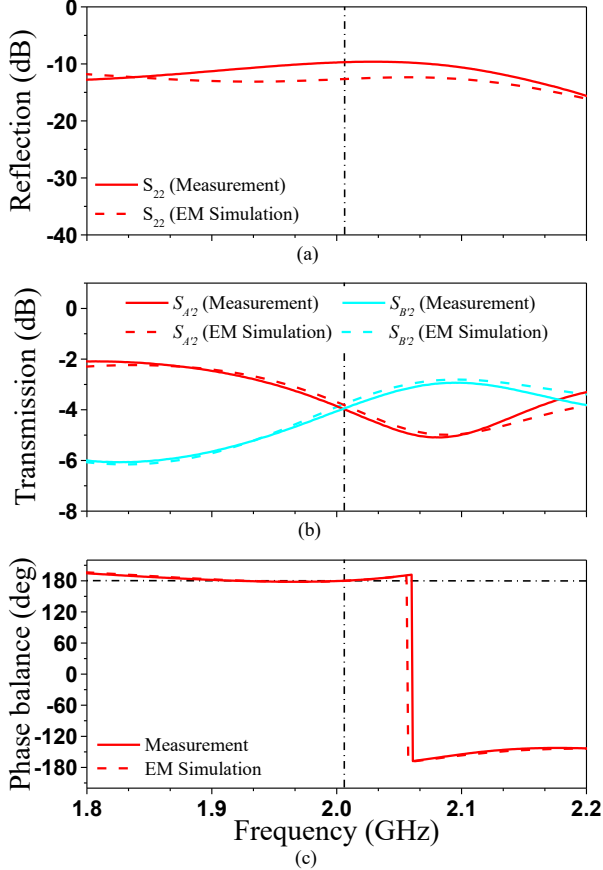 Reflection (dB)
0
-10
-20
-30
-40
S22 (Measurement)
S22 (EM Simulation)
(a)
Transmission (dB)
0
-2
-4
-6
-8
SA'2 (Measurement)
SB'2 (Measurement)
SA'2 (EM Simulation)
SB'2 (EM Simulation)
(b)
Phase balance (deg)
180
120
60
0
-60
-120
-180
Measurement
EM Simulation
1.8
1.9
2.0
2.1
2.2
Frequency (GHz)
(c)